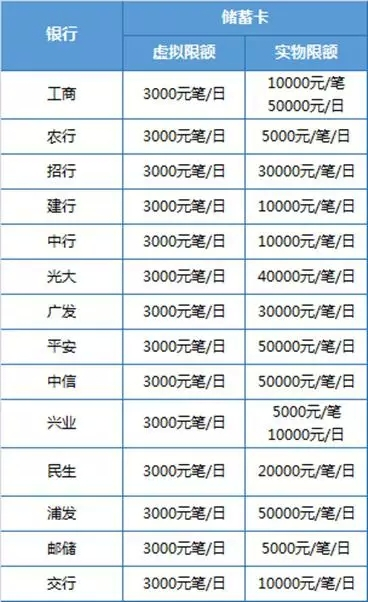 银行
储蓄卡
虚拟限额 实物限额
工商 3000元笔/日 10000元/笔
50000元/日
农行 3000元笔/日 5000元/笔/日
招行 3000元笔/日 30000元/笔/日
建行 3000元笔/日 10000元/笔/日
中行 3000元笔/日 10000元/笔/日
光大 3000元笔/日 40000元/笔/日
广发 3000元笔/日 30000元/笔/日
平安 3000元笔/日 50000元/笔/日
中信 3000元笔/日 50000元/笔/日
兴业 3000元笔/日 5000元/笔
10000元/日
民生 3000元笔/日 20000元/笔/日
浦发 3000元笔/日 50000元/笔/日
邮储 3000元笔/日 5000元/笔/日
交行 3000元笔/日 10000元/笔/日